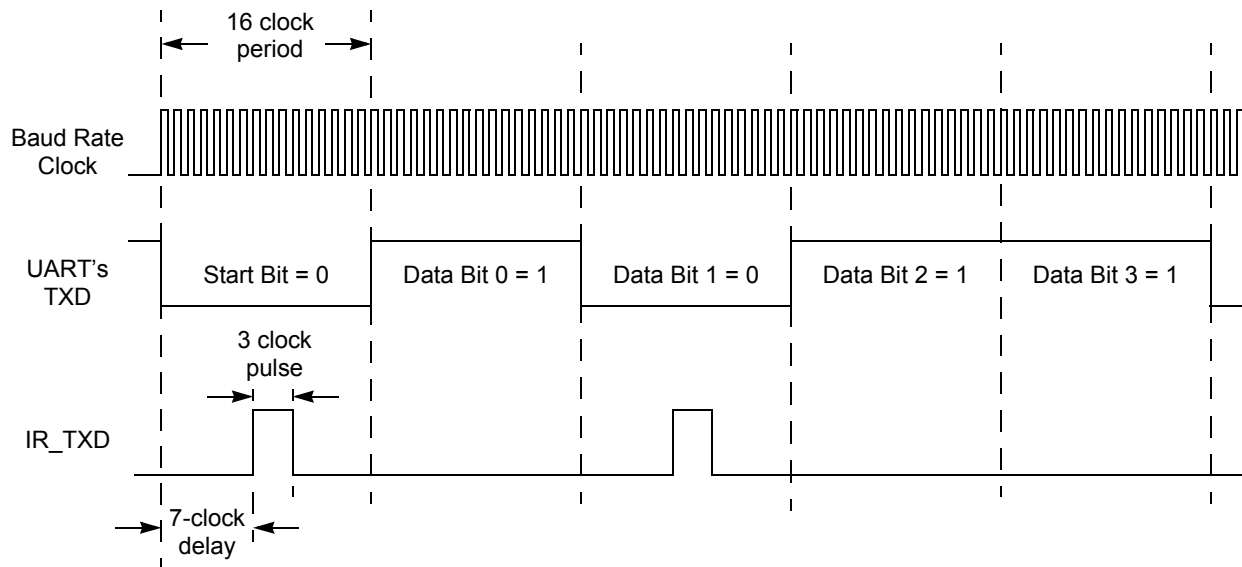 16 clock
period
Baud Rate
Clock
UART's
TXD
Start Bit = 0
Data Bit 0 = 1
Data Bit 1 = 0
Data Bit 2 = 1
Data Bit 3 = 1
3 clock
pulse
IR_TXD
7-clock
delay